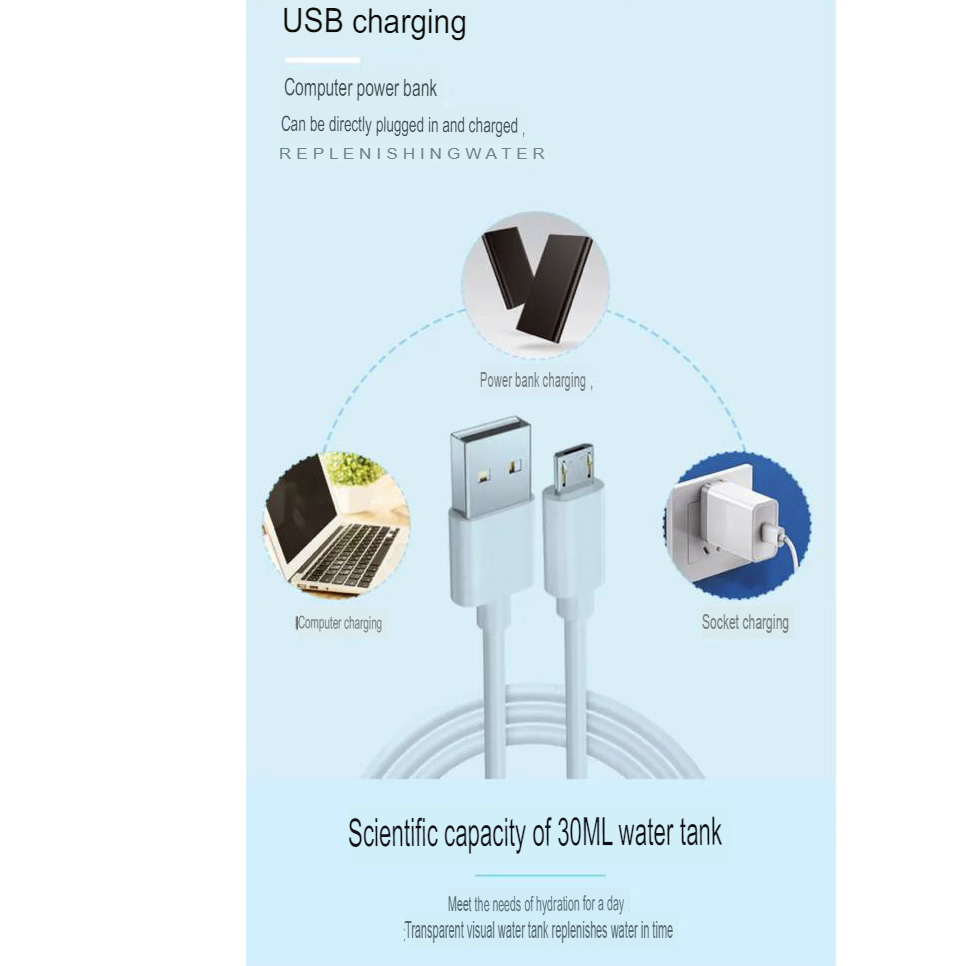 USB charging
Computer power bank
Can be directly plugged in and charged ,
REPLENISHINGWATER
Power bank charging ,
Computer charging
Socket charging
Scientific capacity of 30ML water tank
Meet the needs of hydration for a day
Transparent visual water tank replenishes water in time